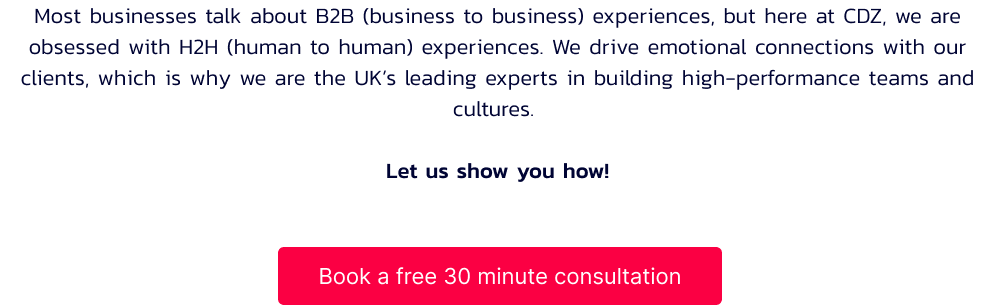 Most businesses talk about B2B (business to business) experiences, but here at CDZ, we are
obsessed with H2H (human to human) experiences. We drive emotional connections with our
clients, which is why we are the UK’s leading experts in building high-performance teams and
cultures.
Let us show you how!
Book a free 30 minute consultation